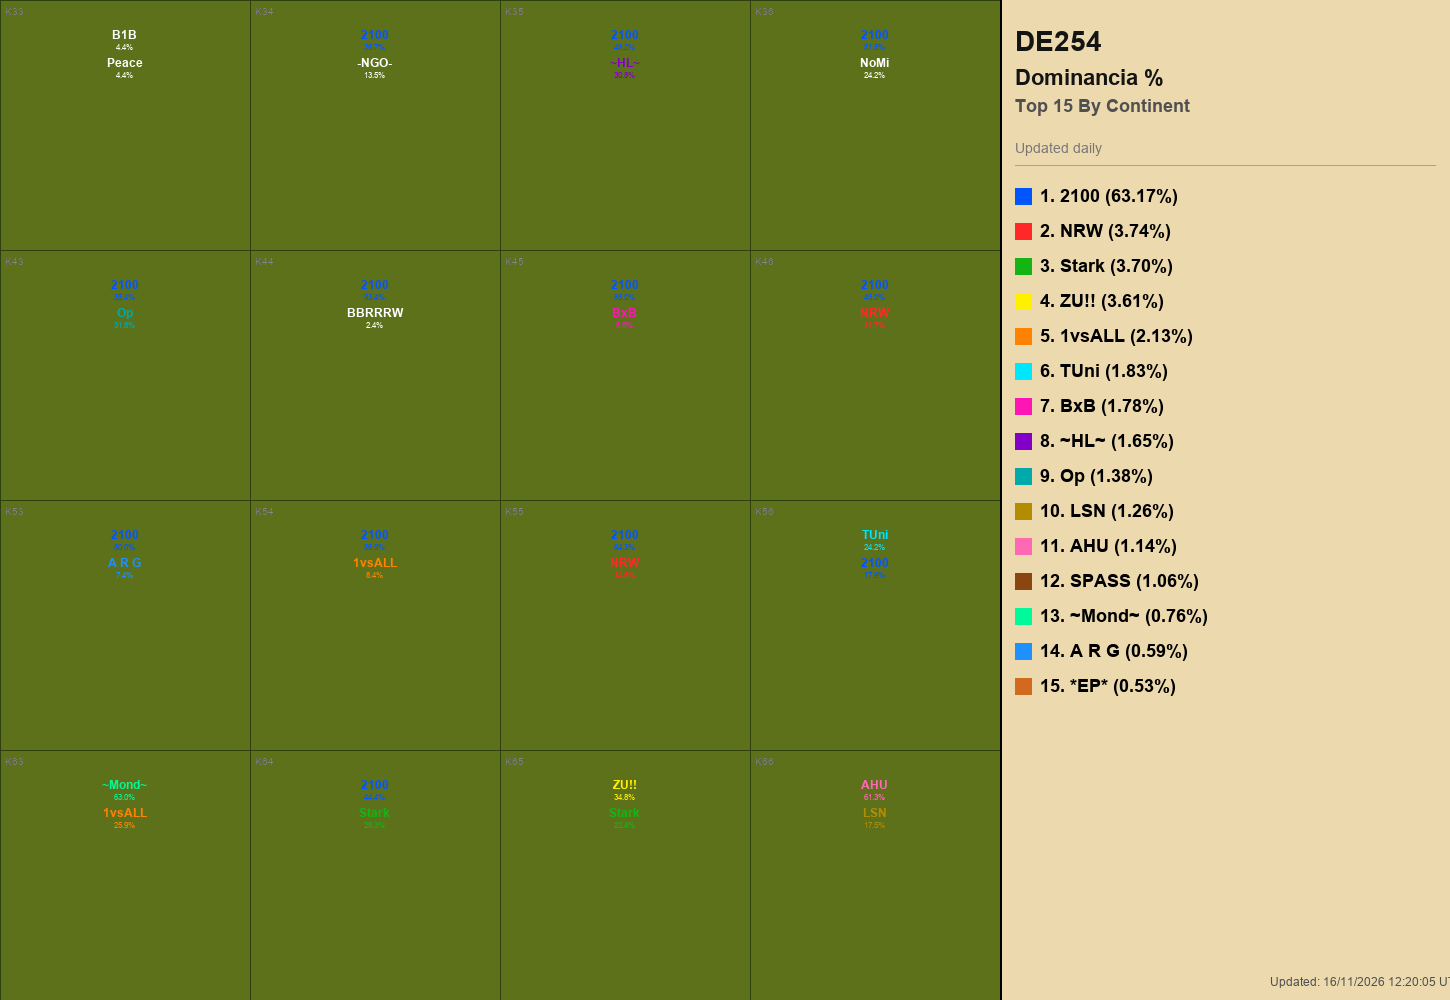 K33
B1B
4.4%
Peace
4.4%
K34
2100
-NGO-
13.5%
K35
2100
~HL~
30.8%
K36
2100
NoMi
24.2%
K43
2100
Op
31.8%
K44
2100
BBRRRW
2.4%
K45
2100
BxB
K46
2100
NRW
K53
2100
A R G
7.4%
K54
2100
1vsALL
8.4%
K55
2100
NRW
K56
TUni
24.2%
2100
K63
~Mond~
63.0%
1vsALL
25.9%
K64
2100
Stark
K65
ZU!!
34.8%
Stark
K66
AHU
61.3%
LSN
17.5%
DE254
Dominancia %
Top 15 By Continent
Updated daily
1. 2100 (63.17%)
2. NRW (3.74%)
3. Stark (3.70%)
4. ZU!! (3.61%)
5. 1vsALL (2.13%)
6. TUni (1.83%)
7. BxB (1.78%)
8. ~HL~ (1.65%)
9. Op (1.38%)
10. LSN (1.26%)
11. AHU (1.14%)
12. SPASS (1.06%)
13. ~Mond~ (0.76%)
14. A R G (0.59%)
15. *EP* (0.53%)
Updated: 16/11/2026 12:20:05